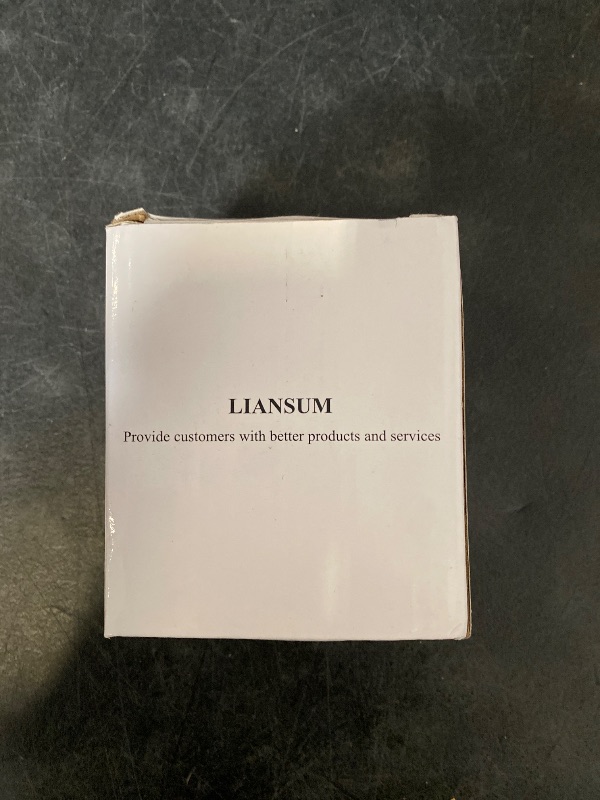 LIANSUM
Provide customers with better products and services